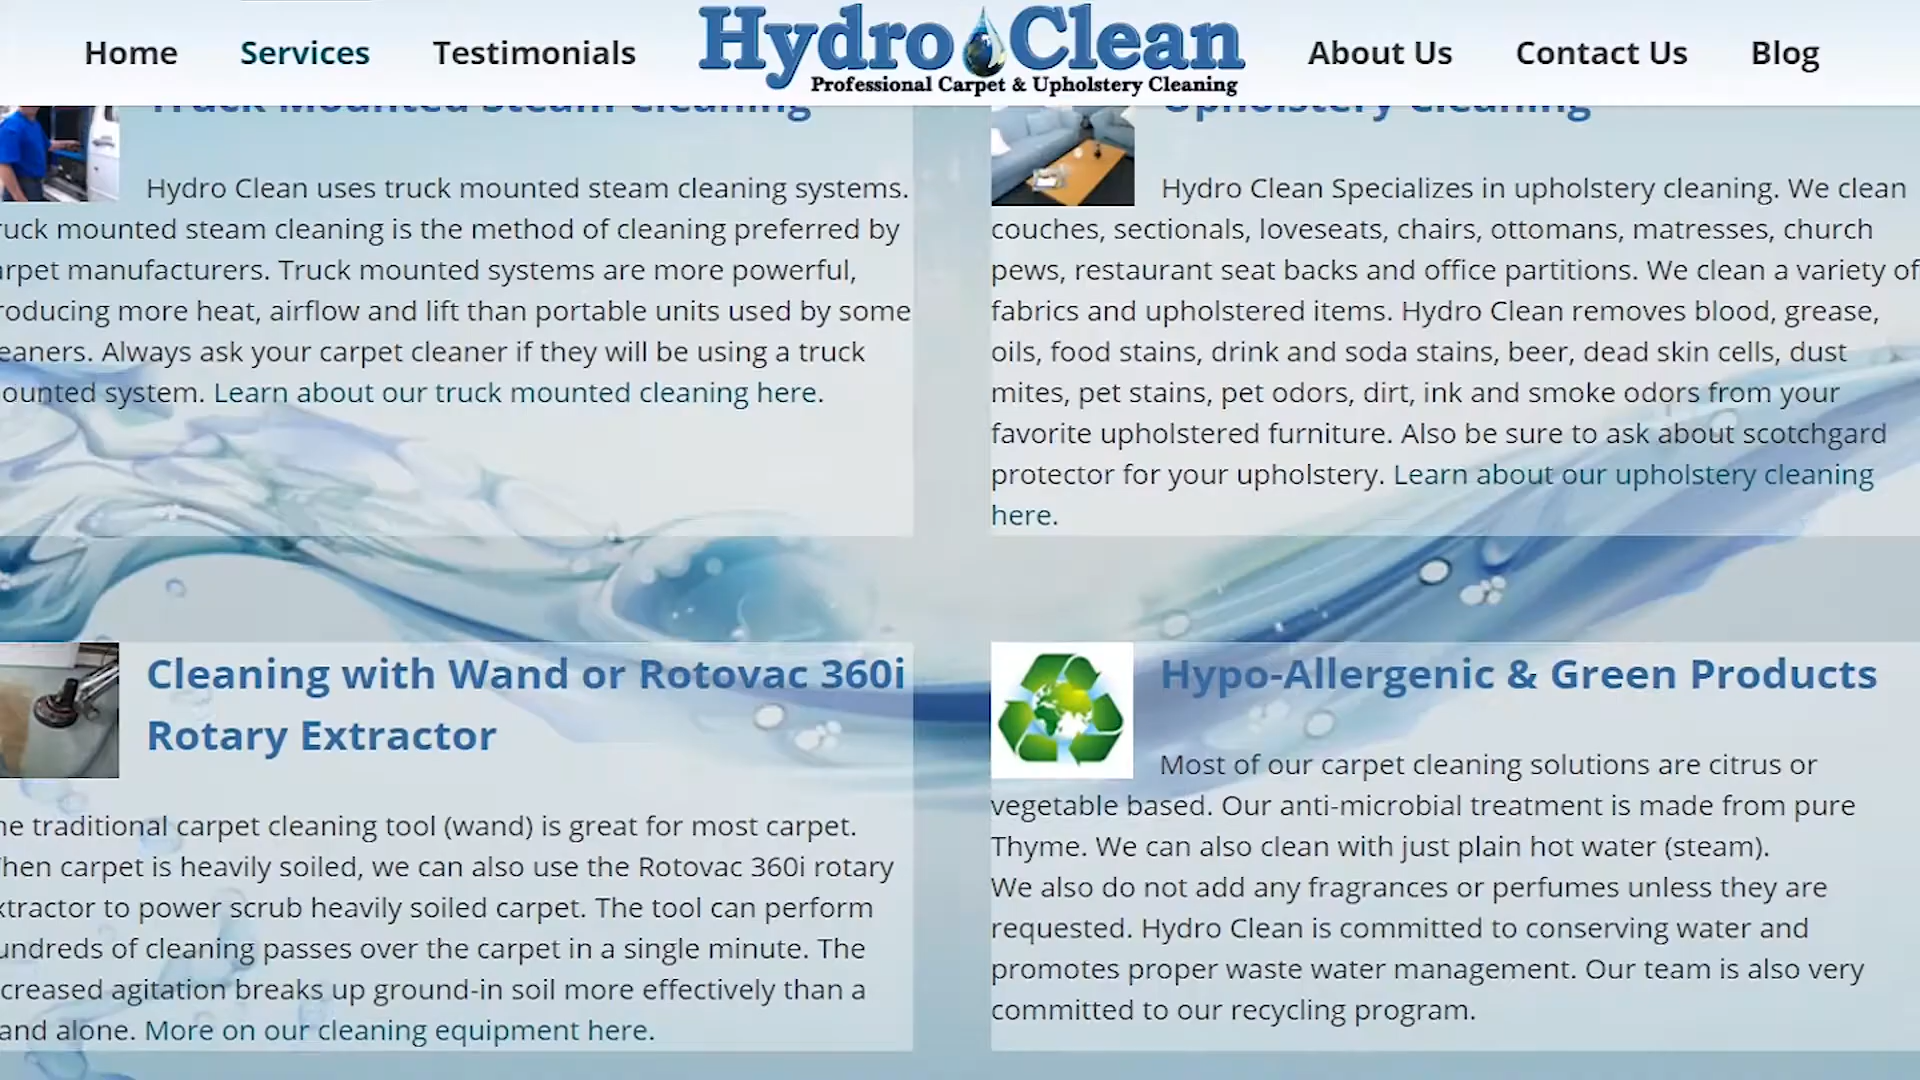 Home Services Testimonials Hydro Clean About Us Contact Us Blog
Professional Carpet & Upholstery Cleaning
Truck Mounted Steam Cleaning
Hydro Clean uses truck mounted steam cleaning systems.
ruck mounted steam cleaning is the method of cleaning preferred by
arpet manufacturers. Truck mounted systems are more powerful,
roducing more heat, airflow and lift than portable units used by some
eaners. Always ask your carpet cleaner if they will be using a truck
ounted system. Learn about our truck mounted cleaning here.
Upholstery Cleaning
Hydro Clean Specializes in upholstery cleaning. We clean
couches, sectionals, loveseats, chairs, ottomans, matresses, church
pews, restaurant seat backs and office partitions. We clean a variety of
fabrics and upholstered items. Hydro Clean removes blood, grease,
oils, food stains, drink and soda stains, beer, dead skin cells, dust
mites, pet stains, pet odors, dirt, ink and smoke odors from your
favorite upholstered furniture. Also be sure to ask about scotchgard
protector for your upholstery. Learn about our upholstery cleaning
here.
Cleaning with Wand or Rotovac 360i
Rotary Extractor
he traditional carpet cleaning tool (wand) is great for most carpet.
hen carpet is heavily soiled, we can also use the Rotovac 360i rotary
xtractor to power scrub heavily soiled carpet. The tool can perform
undreds of cleaning passes over the carpet in a single minute. The
creased agitation breaks up ground-in soil more effectively than a
and alone. More on our cleaning equipment here.
Hypo-Allergenic & Green Products
Most of our carpet cleaning solutions are citrus or
vegetable based. Our anti-microbial treatment is made from pure
Thyme. We can also clean with just plain hot water (steam).
We also do not add any fragrances or perfumes unless they are
requested. Hydro Clean is committed to conserving water and
promotes proper waste water management. Our team is also very
committed to our recycling program.